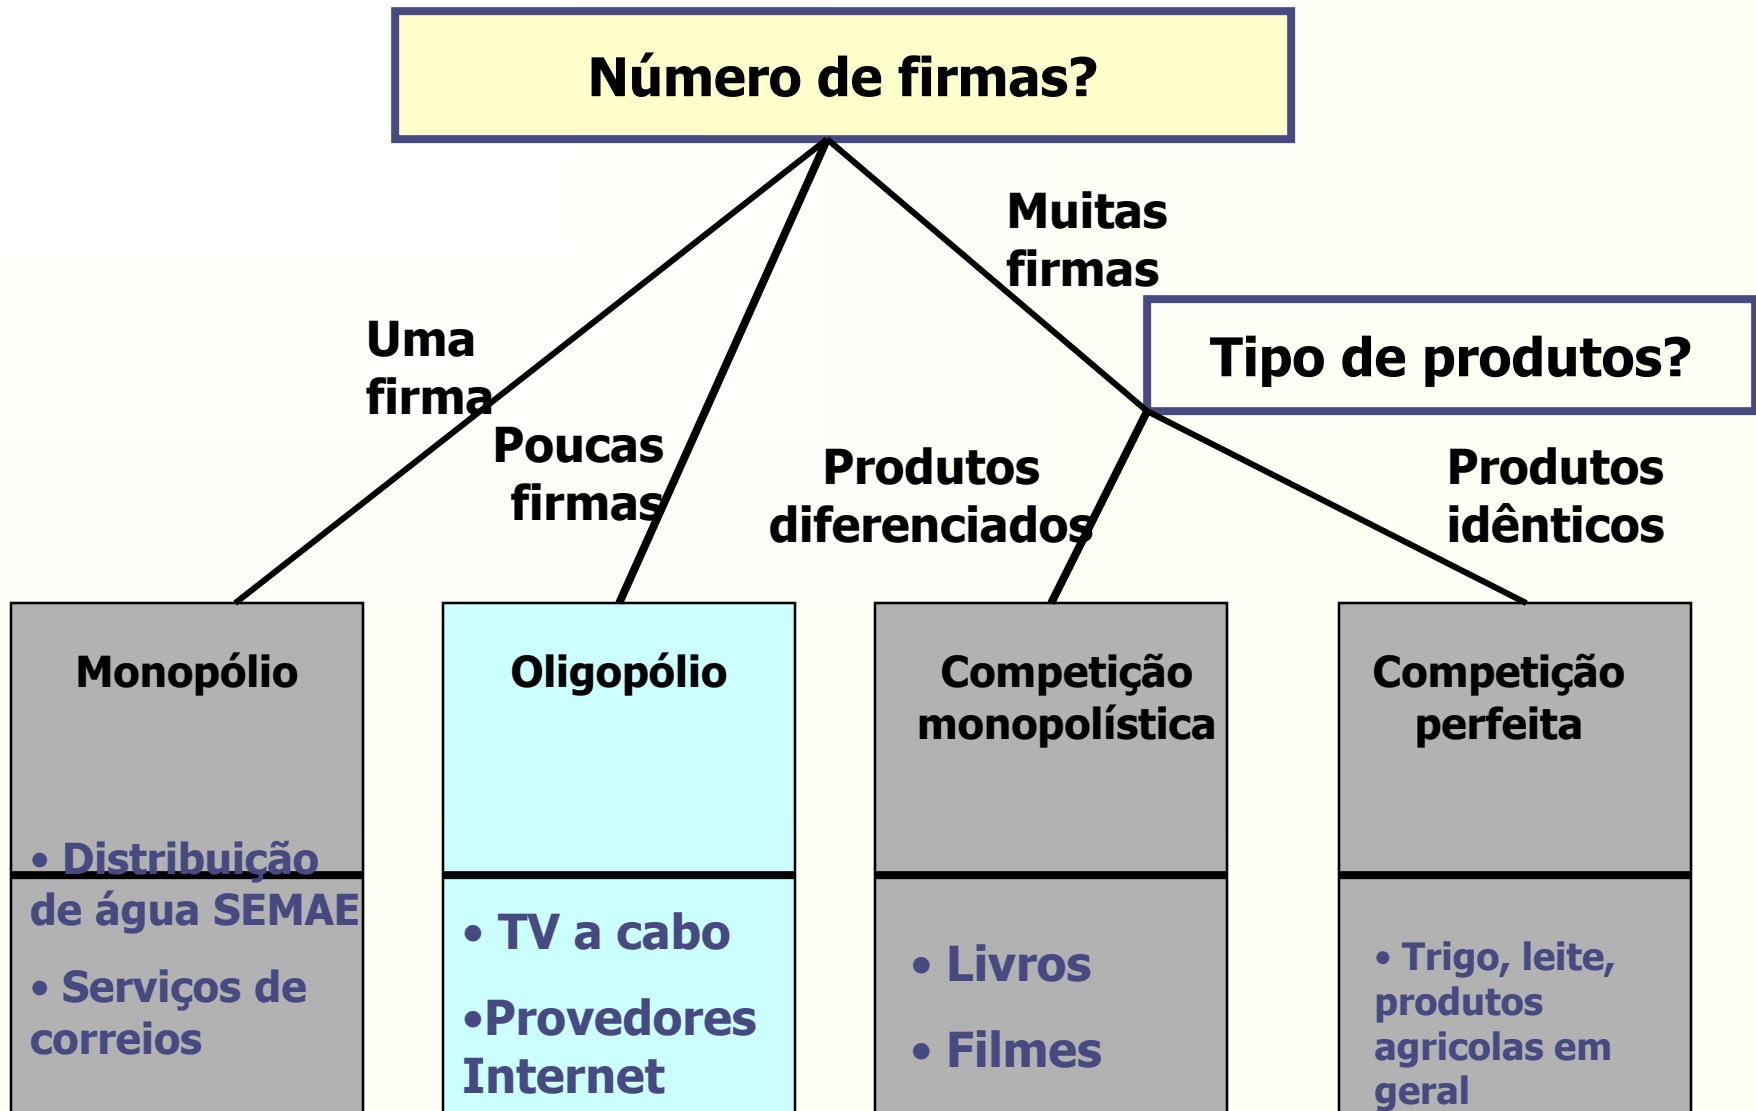 Número de firmas?
Muitas
firmas
Tipo de produtos?
Uma
firma
Poucas
firmas
Produtos
diferenciados
Produtos
idênticos
Monopólio
• Distribuição
de água SEMAE
• Serviços de
correios
Oligopólio
• TV a cabo
•Provedores
Internet
Competição
monopolística
• Livros
• Filmes
Competição
perfeita
• Trigo, leite,
produtos
agricolas em
geral